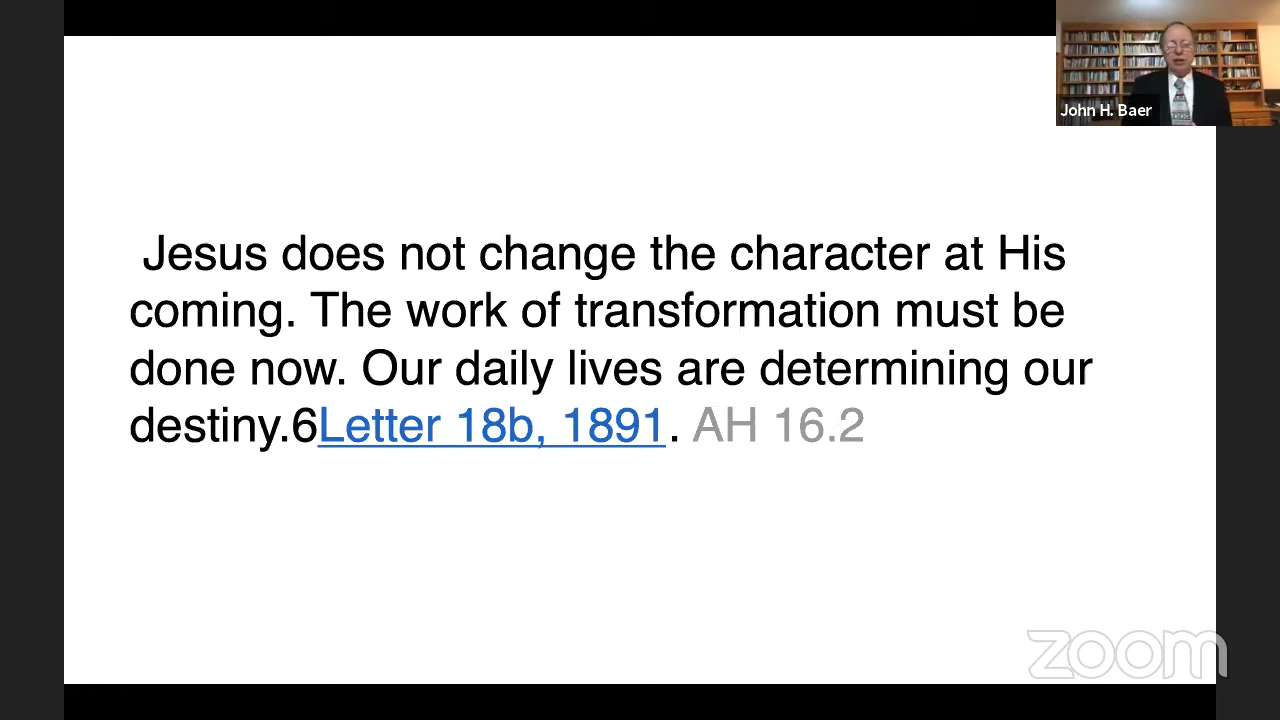 John H. Baer
Jesus does not change the character at His
coming. The work of transformation must be
done now. Our daily lives are determining our
destiny.6Letter 18b, 1891. AH 16.2
zoom